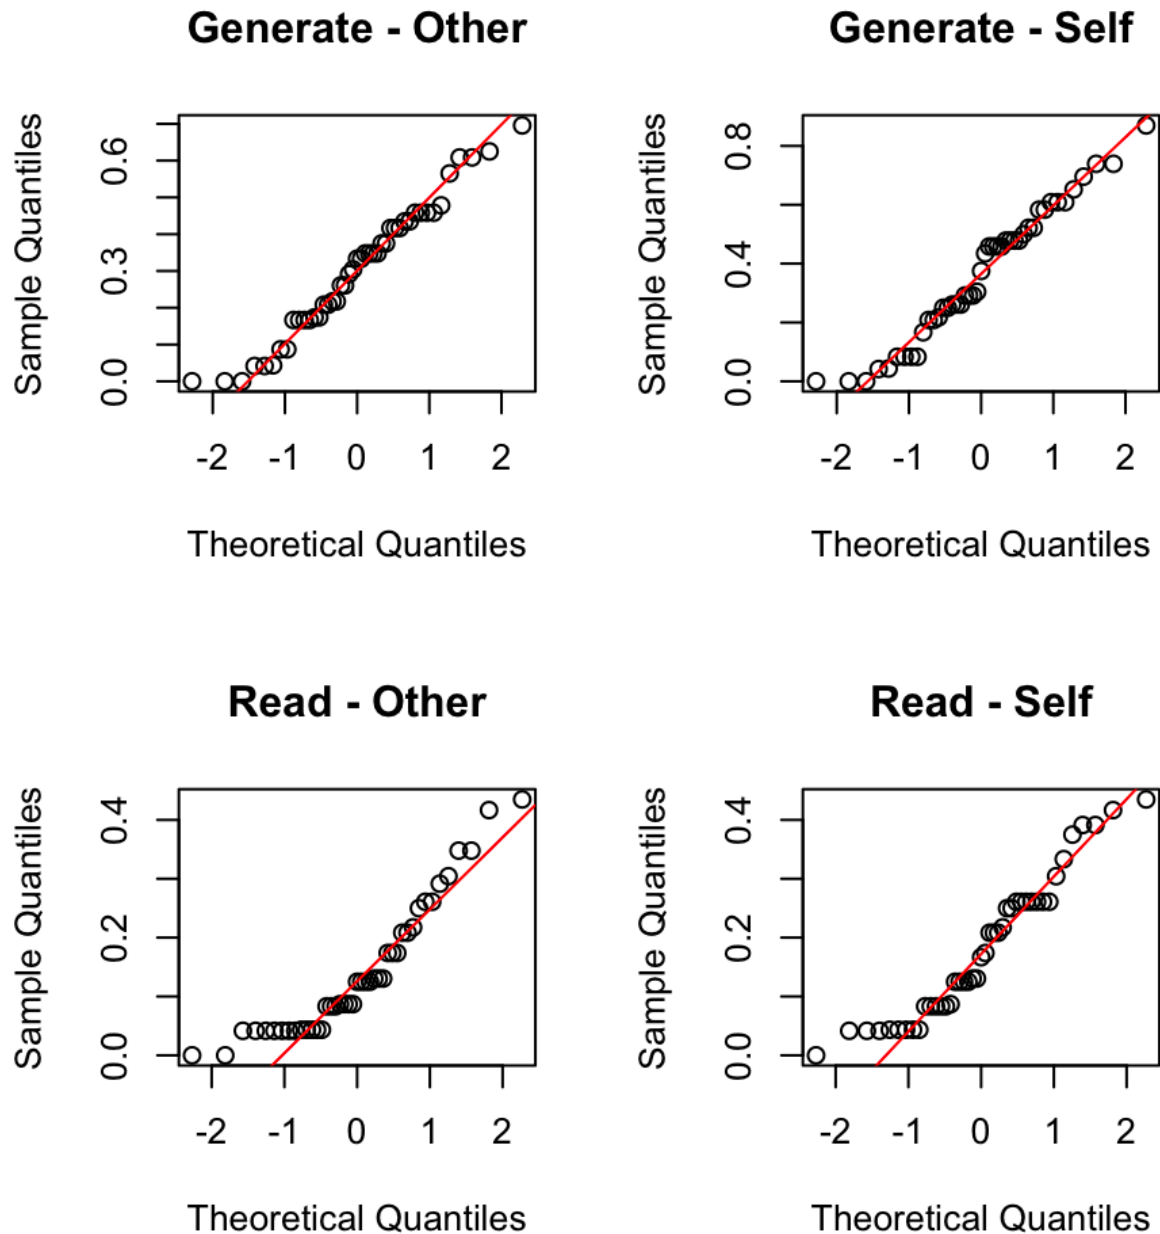 Generate - Other
Sample Quantiles
0.0 0.3 0.6
-2 -1 0 1 2
Theoretical Quantiles
Generate - Self
Sample Quantiles
0.0 0.4 0.8
-2 -1 0 1 2
Theoretical Quantiles
Read - Other
Sample Quantiles
0.0 0.2 0.4
-2 -1 0 1 2
Theoretical Quantiles
Read - Self
Sample Quantiles
0.0 0.2 0.4
-2 -1 0 1 2
Theoretical Quantiles